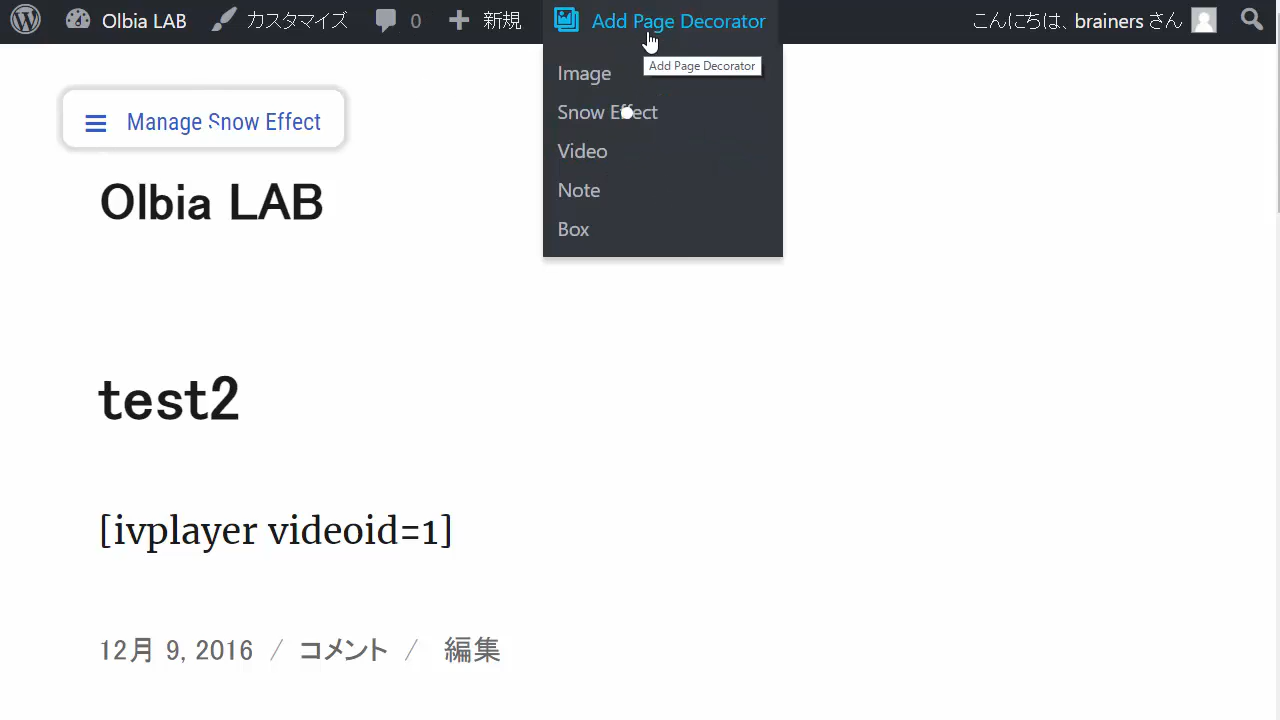 Olbia LAB カスタマイズ 0 新規 Add Page Decorator こんにちは、brainers さん
Add Page Decorator
Image
Snow Effect
Video
Note
Box
Manage Snow Effect
Olbia LAB
test2
[ivplayer videoid=1]
12月 9, 2016 / コメント / 編集